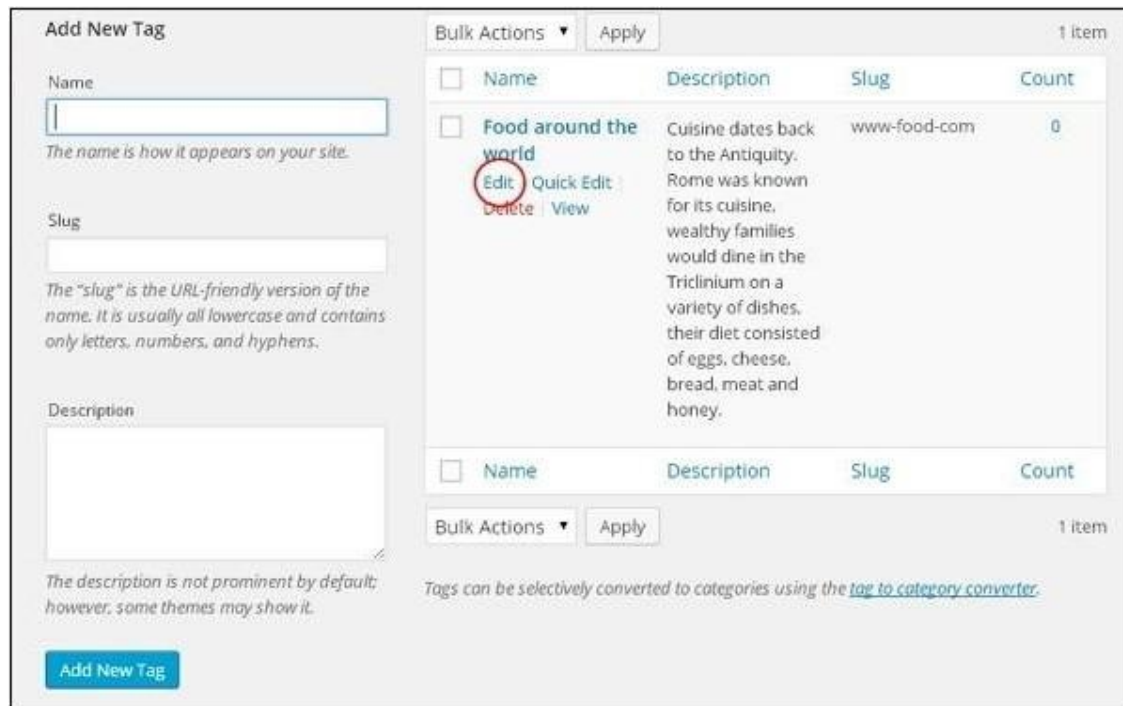 Add New Tag
Name
The name is how it appears on your site.
Slug
The "slug" is the URL-friendly version of the
name. It is usually all lowercase and contains
only letters, numbers, and hyphens.
Description
The description is not prominent by default;
however, some themes may show it.
Add New Tag
Bulk Actions ▼ Apply 1 item
Name Description Slug Count
Food around the
world
Edit | Quick Edit |
Delete | View
Cuisine dates back
to the Antiquity.
Rome was known
for its cuisine,
wealthy families
would dine in the
Triclinium on a
variety of dishes,
their diet consisted
of eggs, cheese,
bread, meat and
honey.
www-food-com
0
Name Description Slug Count
Bulk Actions ▼ Apply 1 item
Tags can be selectively converted to categories using the tag to category converter.